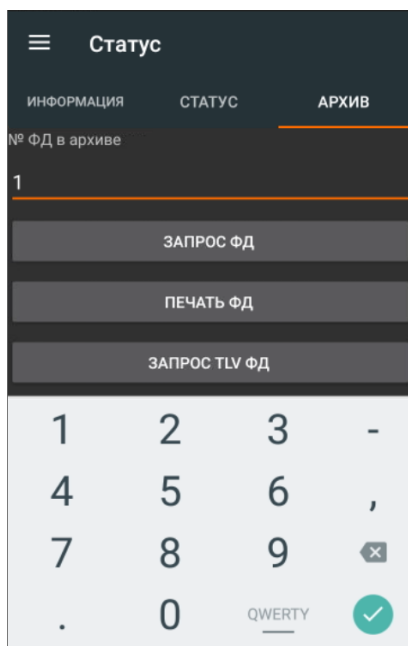 Статус
ИНФОРМАЦИЯ СТАТУС АРХИВ
№ ФД в архиве
1
ЗАПРОС ФД
ПЕЧАТЬ ФД
ЗАПРОС TLV ФД
1 2 3 -
4 5 6 ,
7 8 9
. 0 QWERTY